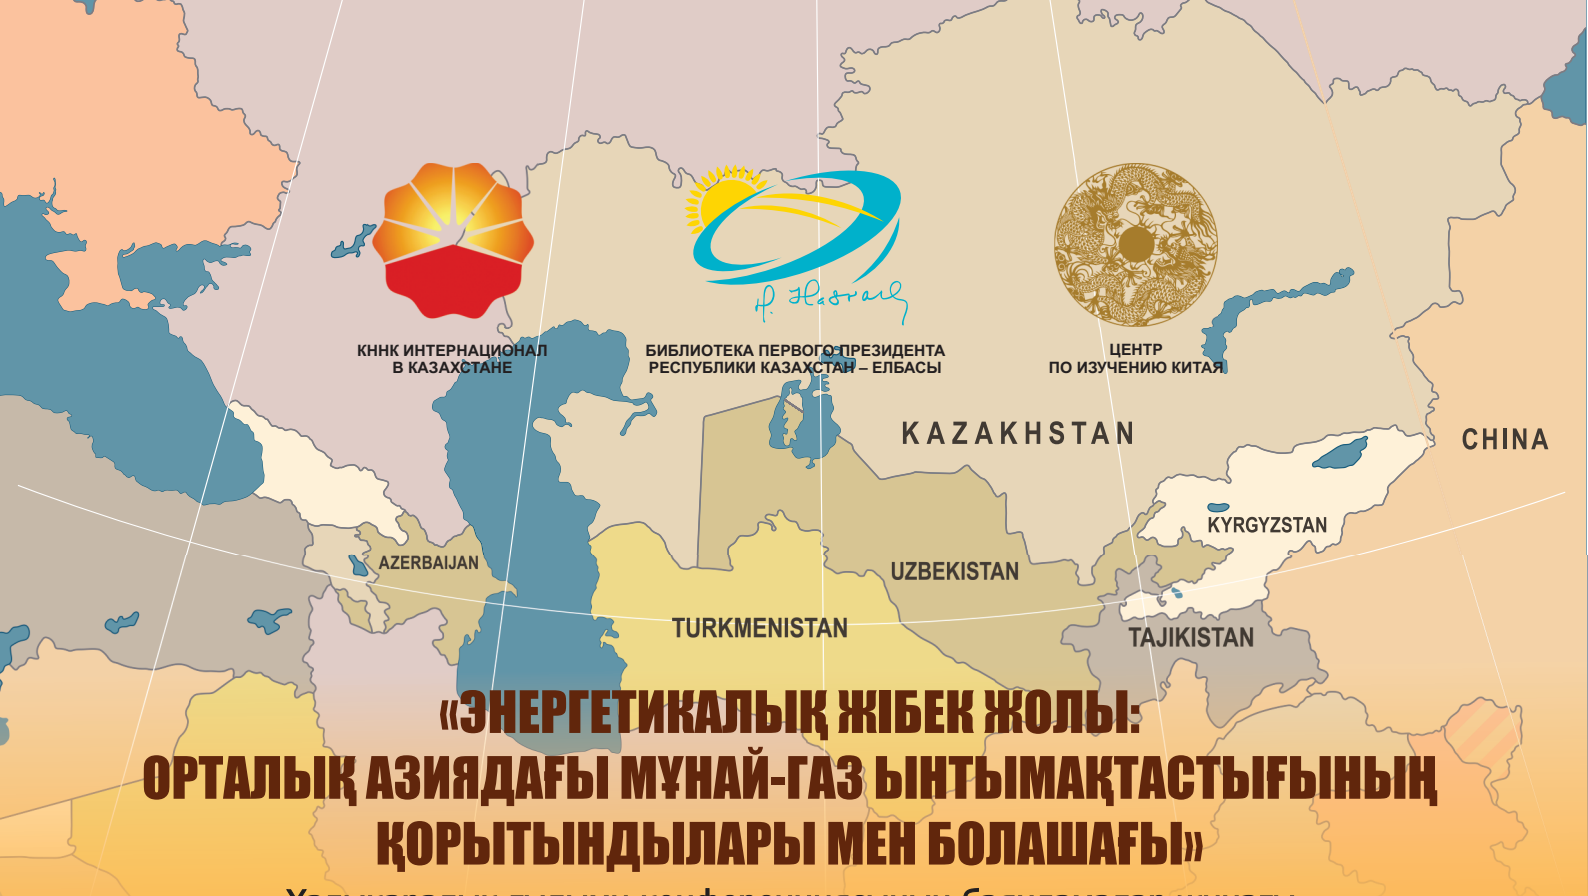 КННК ИНТЕРНАЦИОНАЛ
В КАЗАХСТАНЕ
БИБЛИОТЕКА ПЕРВОГО ПРЕЗИДЕНТА
РЕСПУБЛИКИ КАЗАХСТАН – ЕЛБАСЫ
ЦЕНТР
ПО ИЗУЧЕНИЮ КИТАЯ
KAZAKHSTAN
CHINA
KYRGYZSTAN
AZERBAIJAN
UZBEKISTAN
TURKMENISTAN
TAJIKISTAN
«ЭНЕРГЕТИКАЛЫҚ ЖІБЕК ЖОЛЫ:
ОРТАЛЫҚ АЗИЯДАҒЫ МҰНАЙ-ГАЗ ЫНТЫМАҚТАСТЫҒЫНЫҢ
ҚОРЫТЫНДЫЛАРЫ МЕН БОЛАШАҒЫ»